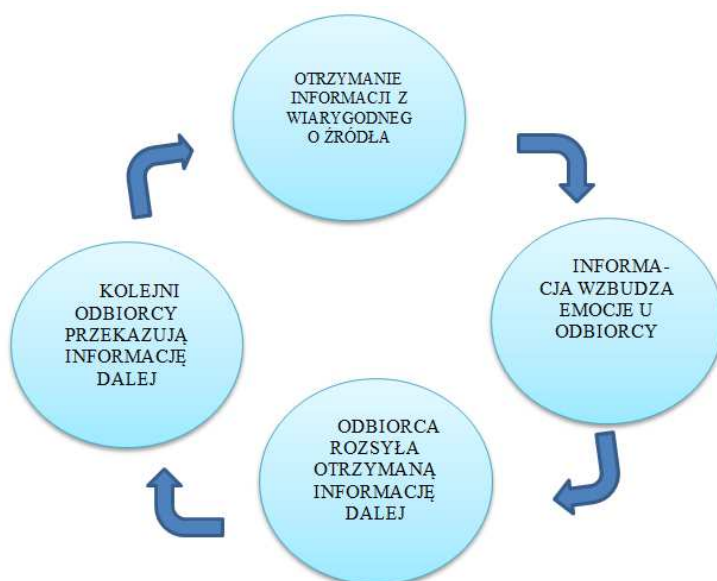 OTRZYMANIE
INFORMACJI Z
WIARYGODNEG
O ŹRÓDŁA
INFORMA-
CJA WZBUDZA
EMOCJE U
ODBIORCY
ODBIORCA
ROZSYŁA
OTRZYMANĄ
INFORMACJĘ
DALEJ
KOLEJNI
ODBIORCY
PRZEKAZUJĄ
INFORMACJĘ
DALEJ